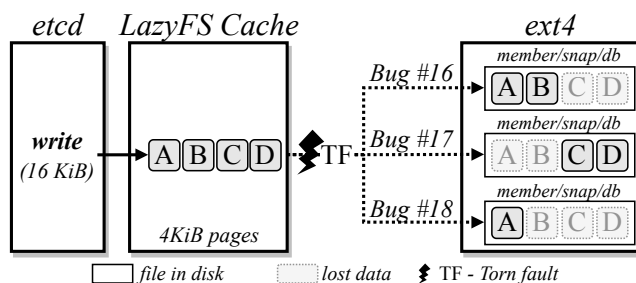 etcd
LazyFS Cache
ext4
write
(16 KiB)
A B C D
4KiB pages
TF
Bug #16
member/snap/db
A B C D
Bug #17
member/snap/db
A B C D
Bug #18
member/snap/db
A B C D
file in disk
lost data
TF - Torn fault